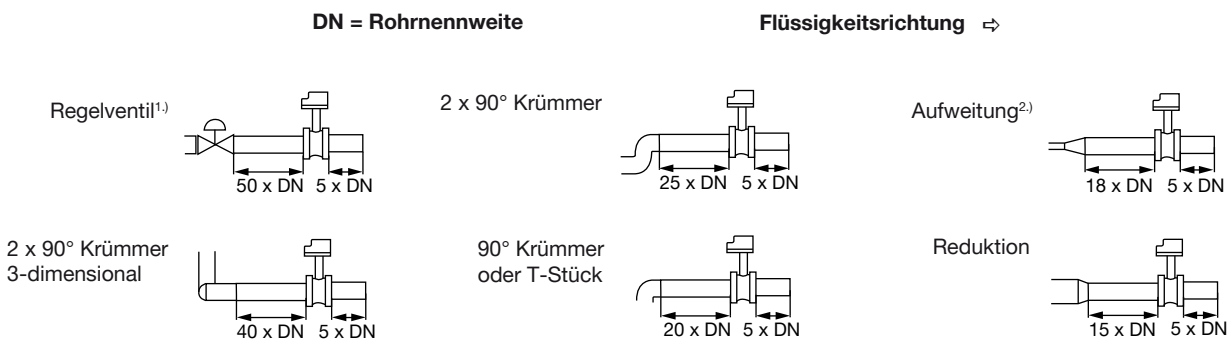 DN = Rohrnennweite
Flüssigkeitsrichtung ⇨
Regelventil1.)
50 x DN 5 x DN
2 x 90° Krümmer
25 x DN 5 x DN
Aufweitung2.)
18 x DN 5 x DN
2 x 90° Krümmer
3-dimensional
40 x DN 5 x DN
90° Krümmer
oder T-Stück
20 x DN 5 x DN
Reduktion
15 x DN 5 x DN